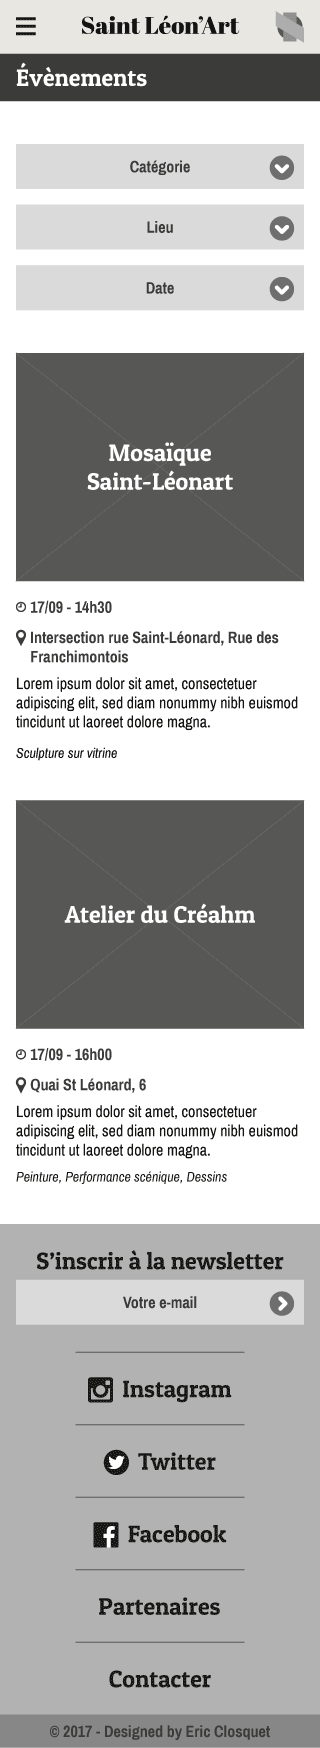 Saint Léon’Art
Évènements
Catégorie
Lieu
Date
Mosaïque
Saint-Léonart
17/09 - 14h30
Intersection rue Saint-Léonard, Rue des
Franchimontois
Lorem ipsum dolor sit amet, consectetuer
adipiscing elit, sed diam nonummy nibh euismod
tincidunt ut laoreet dolore magna.
Sculpture sur vitrine
Atelier du Créahm
17/09 - 16h00
Quai St Léonard, 6
Lorem ipsum dolor sit amet, consectetuer
adipiscing elit, sed diam nonummy nibh euismod
tincidunt ut laoreet dolore magna.
Peinture, Performance scénique, Dessins
S’inscrir à la newsletter
Votre e-mail
Instagram
Twitter
Facebook
Partenaires
Contacter
© 2017 - Designed by Eric Closquet